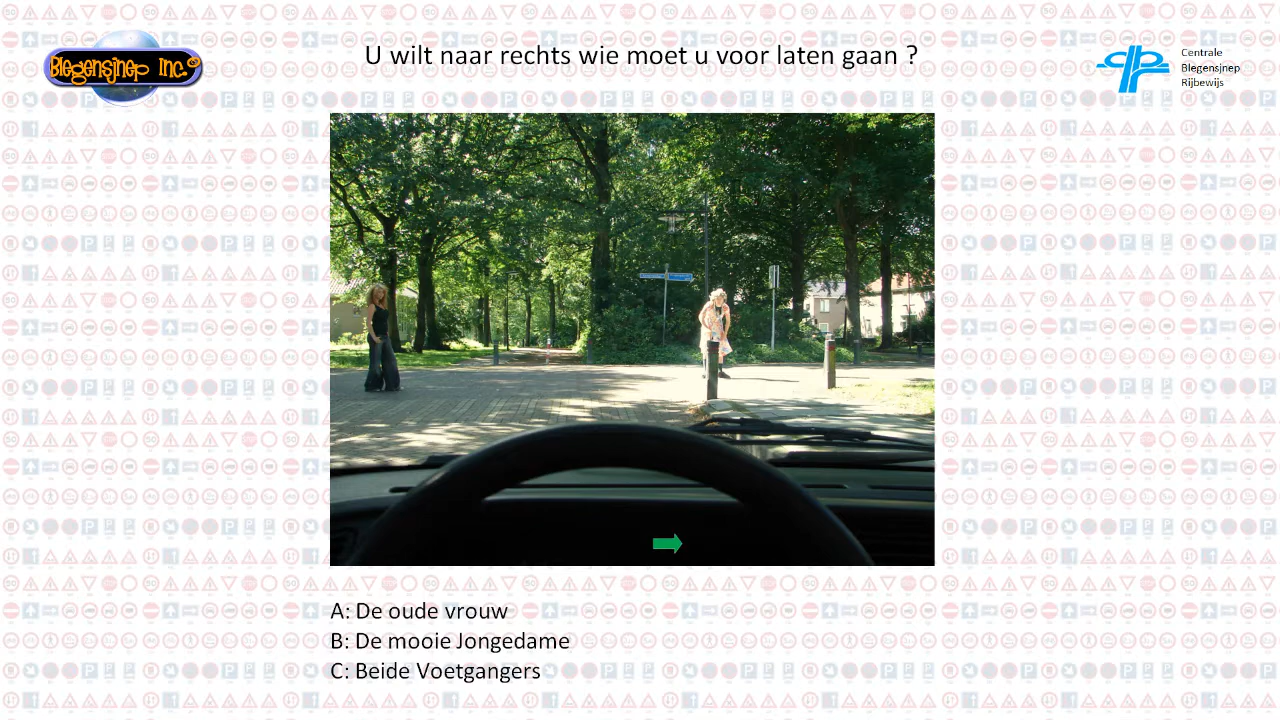 Blegensjnep Inc.©
U wilt naar rechts wie moet u voor laten gaan ?
Centrale
Blegensjnep
Rijbewijs
A: De oude vrouw
B: De mooie Jongedame
C: Beide Voetgangers